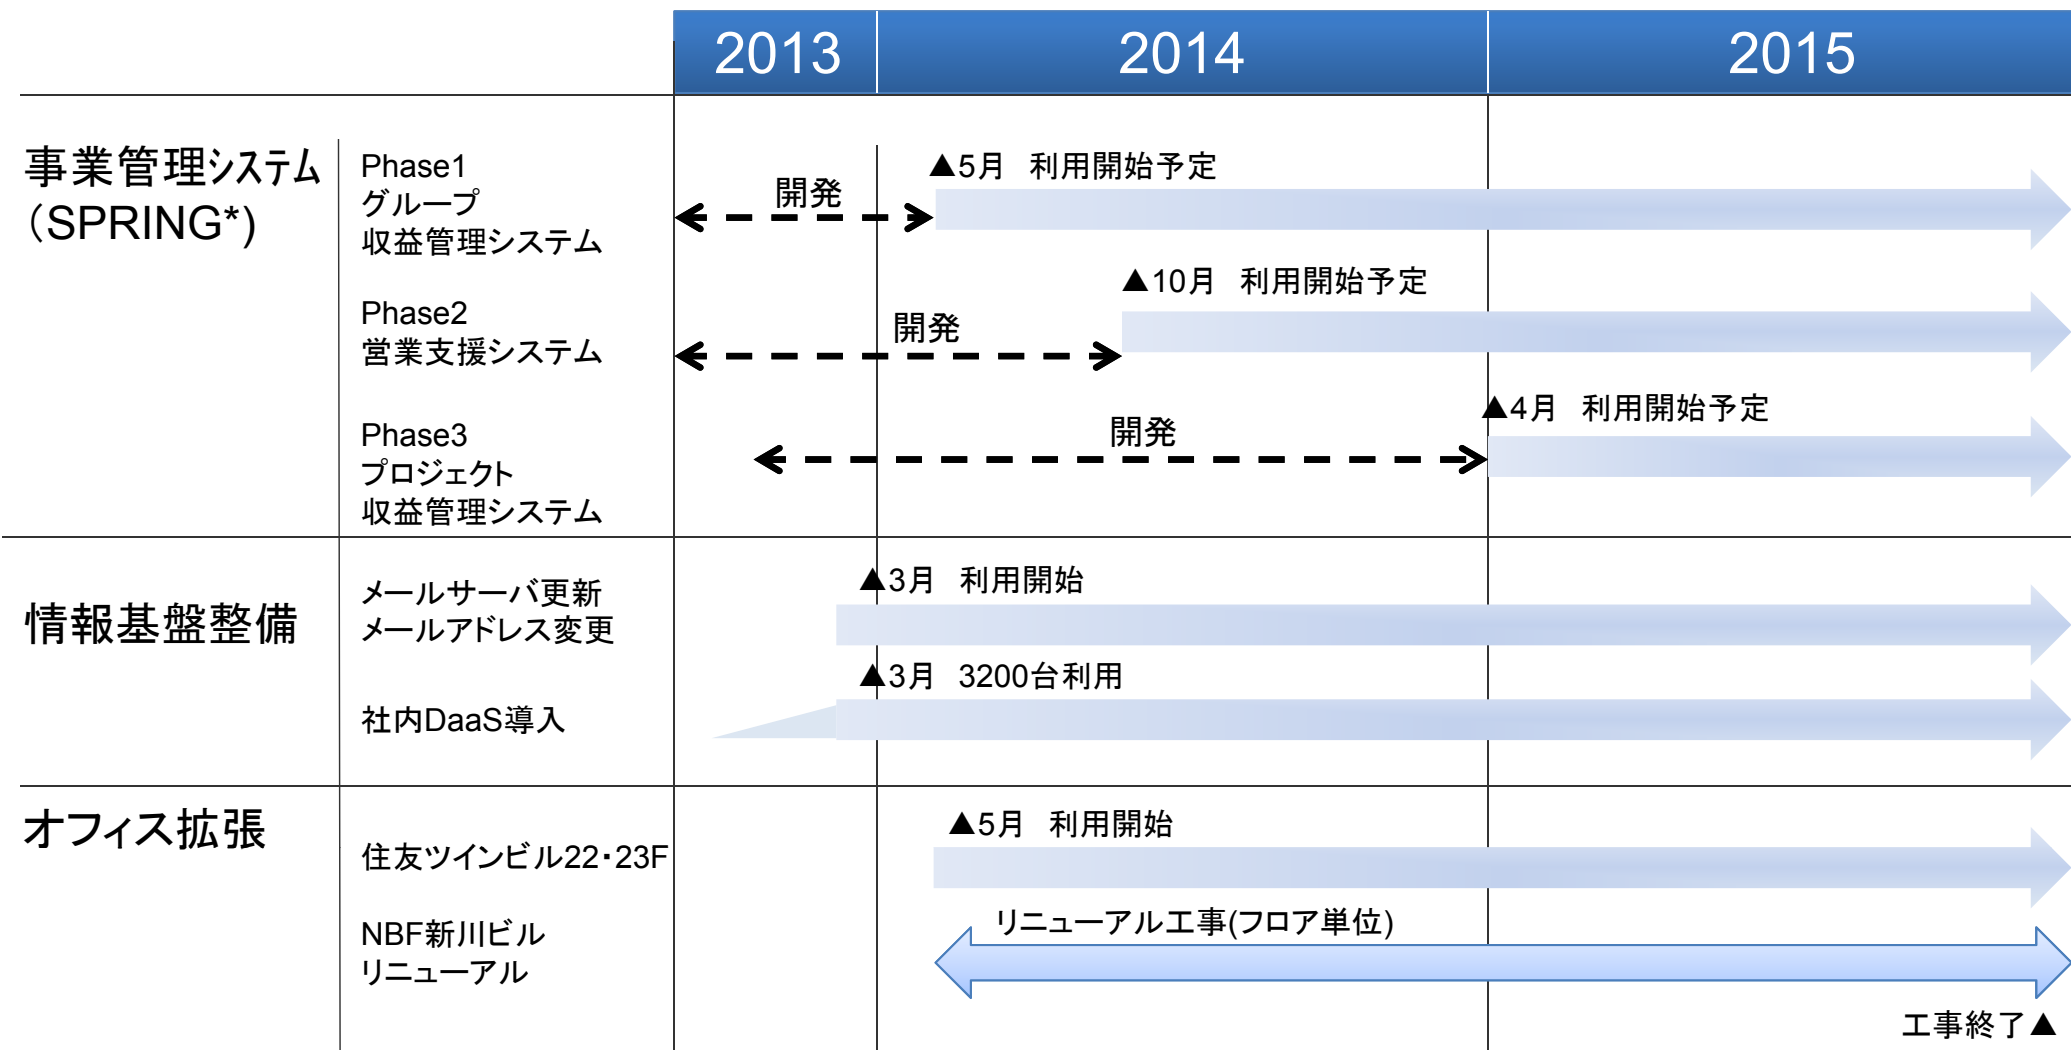 2013 2014 2015
事業管理システム
（SPRING*)
Phase1
グループ
収益管理システム
開発
▲5月 利用開始予定
Phase2
営業支援システム
開発
▲10月 利用開始予定
Phase3
プロジェクト
収益管理システム
開発
▲4月 利用開始予定
情報基盤整備
メールサーバ更新
メールアドレス変更
▲3月 利用開始
社内DaaS導入
▲3月 3200台利用
オフィス拡張
住友ツインビル22・23F
▲5月 利用開始
NBF新川ビル
リニューアル
リニューアル工事(フロア単位)
工事終了▲